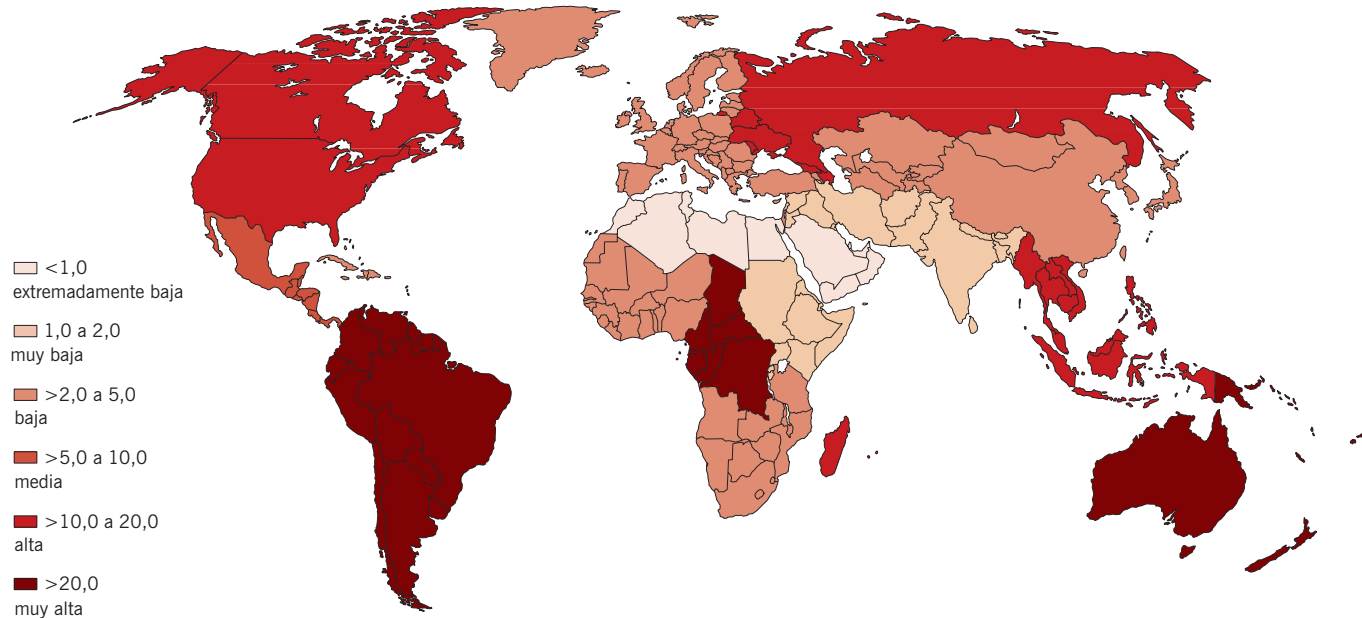 <1,0
extremadamente baja
1,0 a 2,0
muy baja
>2,0 a 5,0
baja
>5,0 a 10,0
media
>10,0 a 20,0
alta
>20,0
muy alta